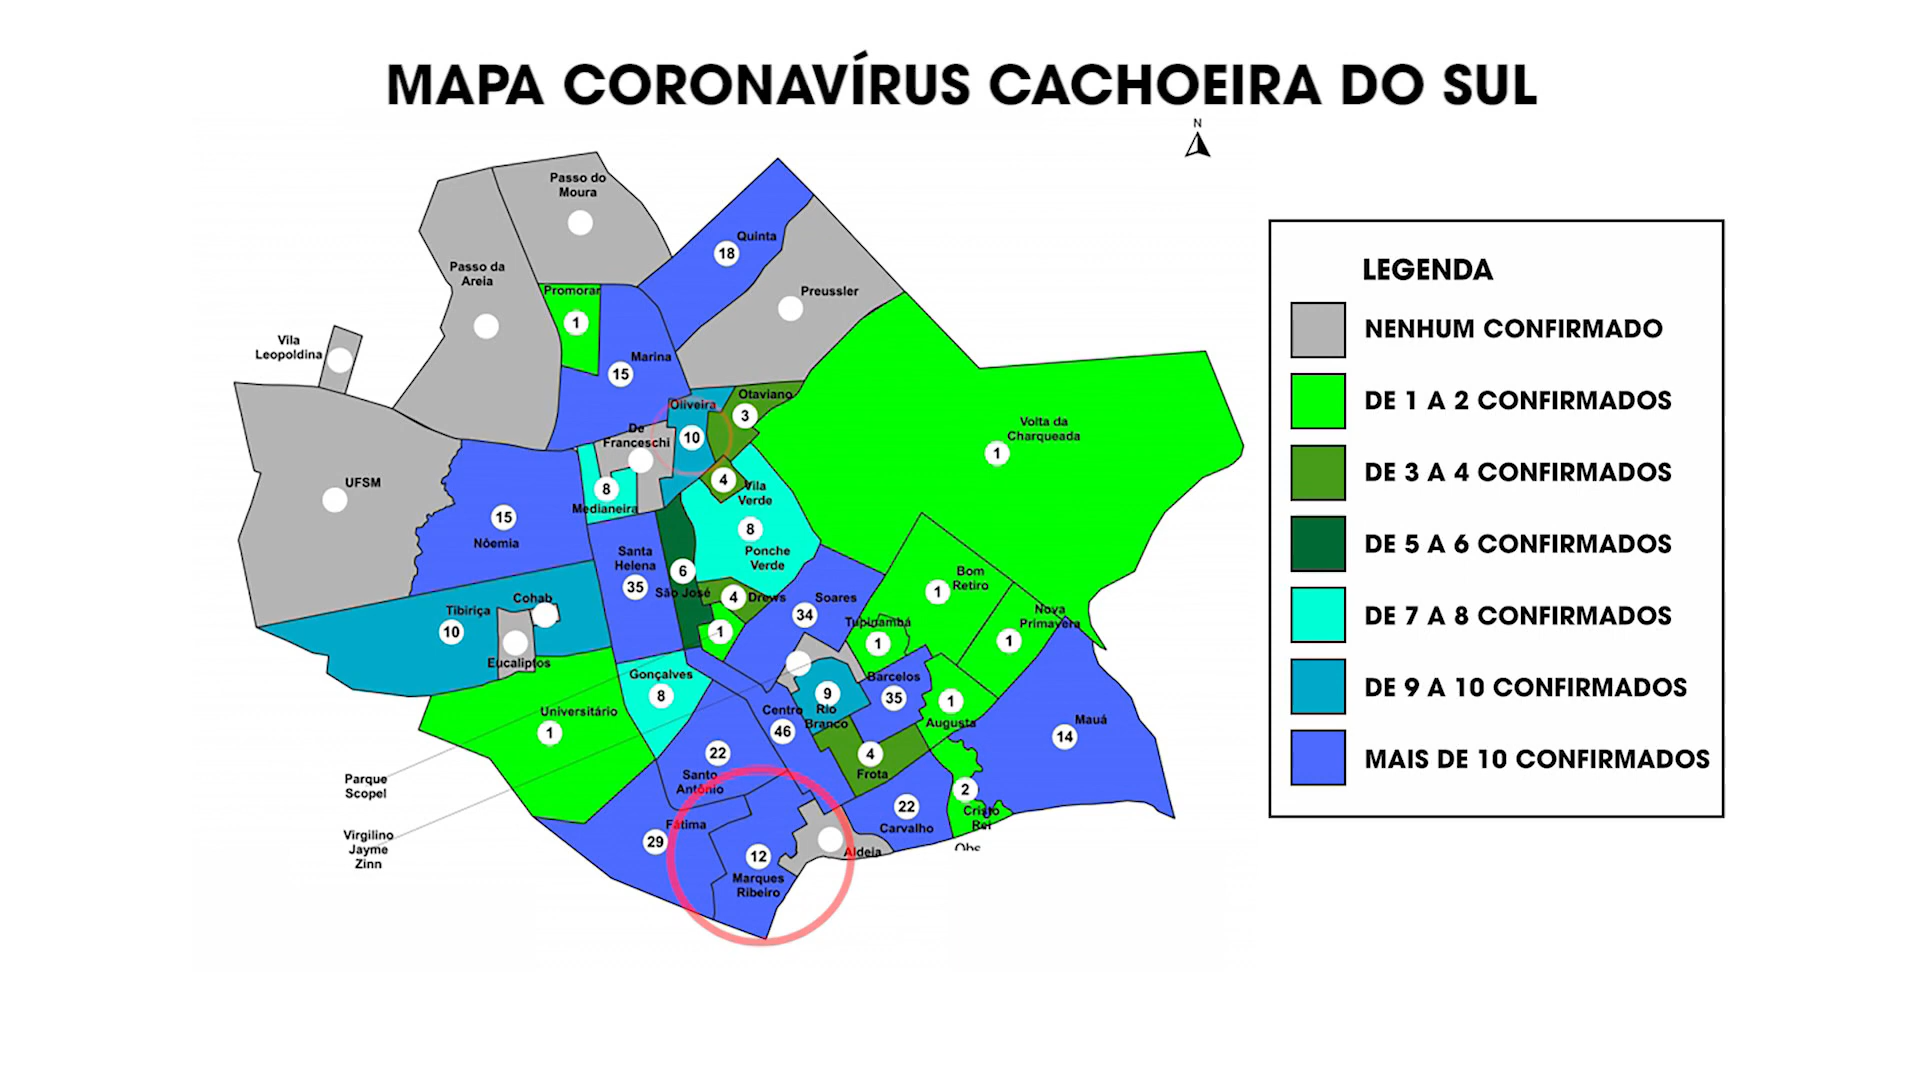 MAPA CORONAVÍRUS CACHOEIRA DO SUL
N
Passo do
Moura
Quinta
18
Passo da
Areia
Promorar
1
Preussler
Vila
Leopoldina
Marina
15
Otaviano
3
Oliveira
10
De
Franceschi
Volta da
Charqueada
1
UFSM
8
Medianeira
4
Vila
Verde
15
Nôemia
8
Ponche
Verde
Santa
Helena
35
6
São José
Bom
Retiro
1
4
Drews
Soares
34
Cohab
Tibiriça
10
Eucaliptos
1
Tupinambá
1
Nova
Primavera
1
Gonçalves
8
Barcelos
35
9
Rio
Branco
Universitário
1
Centro
46
1
Augusta
Mauá
14
22
Santo
Antônio
4
Frota
Parque
Scopel
2
Cristo
Rei
22
Carvalho
Fátima
29
Virgilino
Jayme
Zinn
12
Marques
Ribeiro
Aldeia
Obs
LEGENDA
NENHUM CONFIRMADO
DE 1 A 2 CONFIRMADOS
DE 3 A 4 CONFIRMADOS
DE 5 A 6 CONFIRMADOS
DE 7 A 8 CONFIRMADOS
DE 9 A 10 CONFIRMADOS
MAIS DE 10 CONFIRMADOS